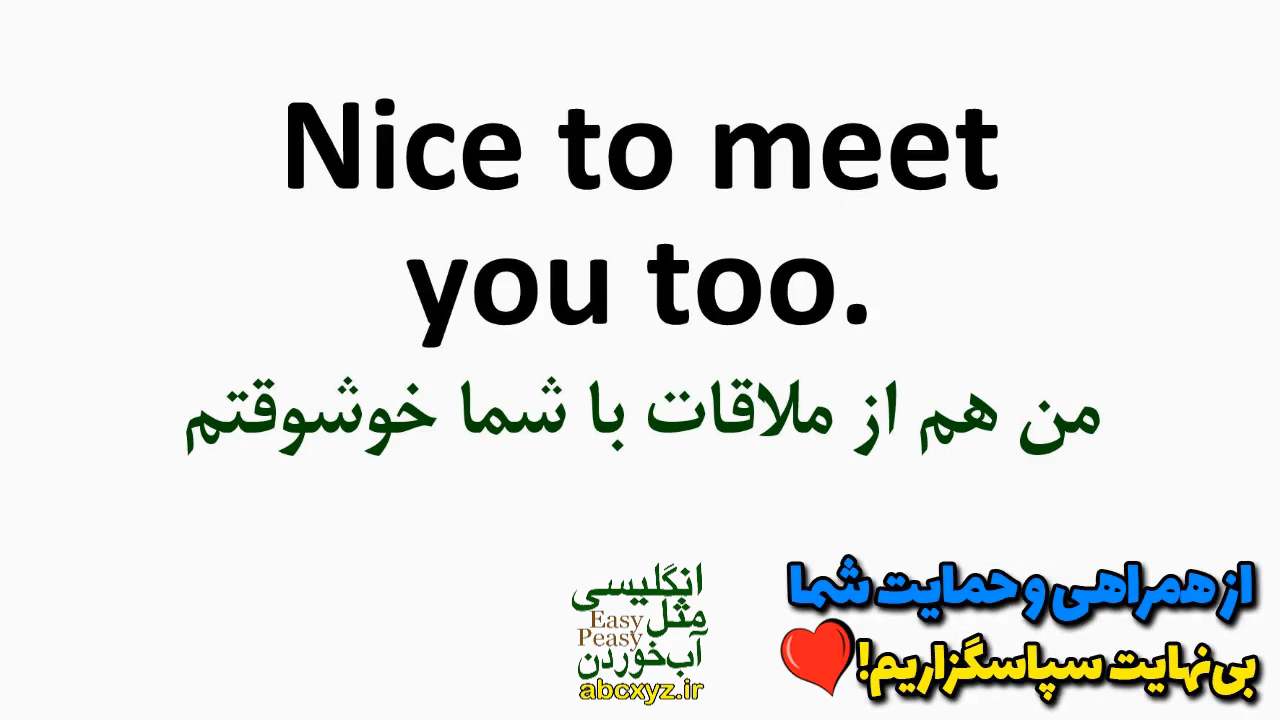 Nice to meet
you too.
من هم از ملاقات با شما خوشوقتم
انگلیسی
مثل
Easy
Peasy
آب‌خوردن
abcxyz.ir
از همراهی و حمایت شما
بی‌نهایت سپاسگزاریم!